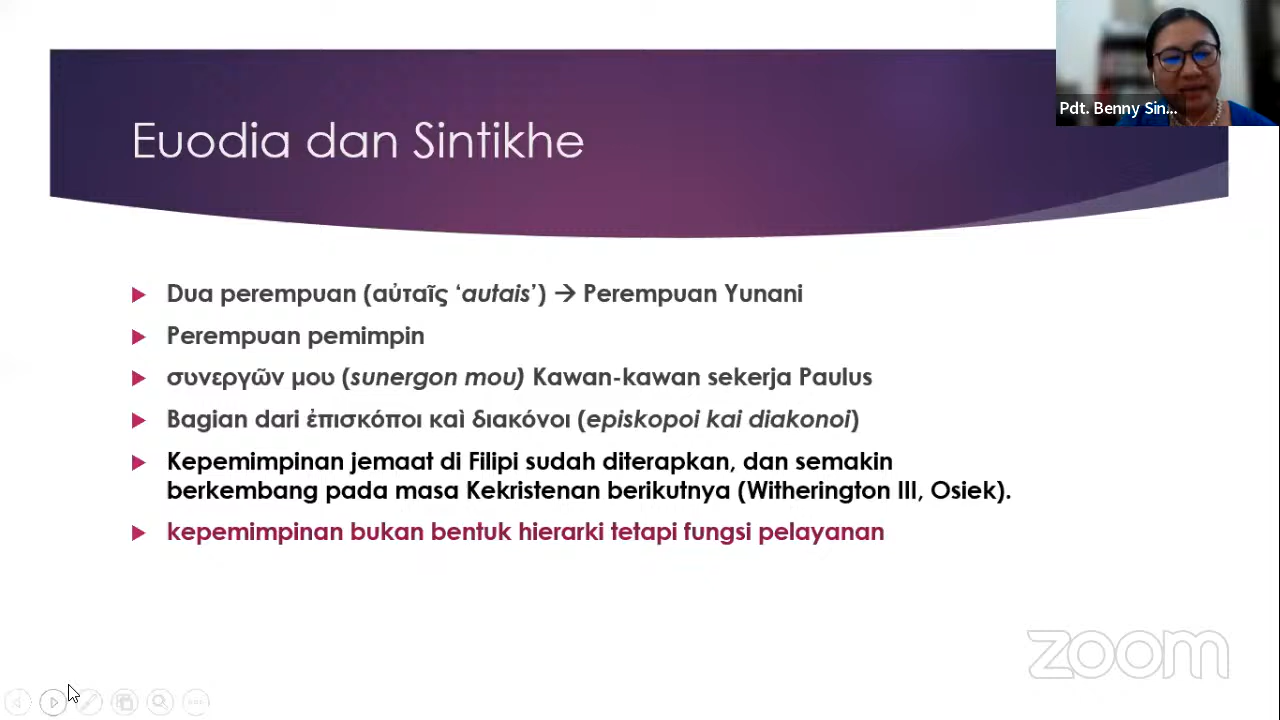 Pdt. Benny Sin...
Euodia dan Sintikhe
Dua perempuan (αὐταῖς ‘autais’) → Perempuan Yunani
Perempuan pemimpin
συνεργῶν μου (sunergon mou) Kawan-kawan sekerja Paulus
Bagian dari ἐπισκόποι καὶ διακόνοι (episkopoi kai diakonoi)
Kepemimpinan jemaat di Filipi sudah diterapkan, dan semakin
berkembang pada masa Kekristenan berikutnya (Witherington III, Osiek).
kepemimpinan bukan bentuk hierarki tetapi fungsi pelayanan
zoom